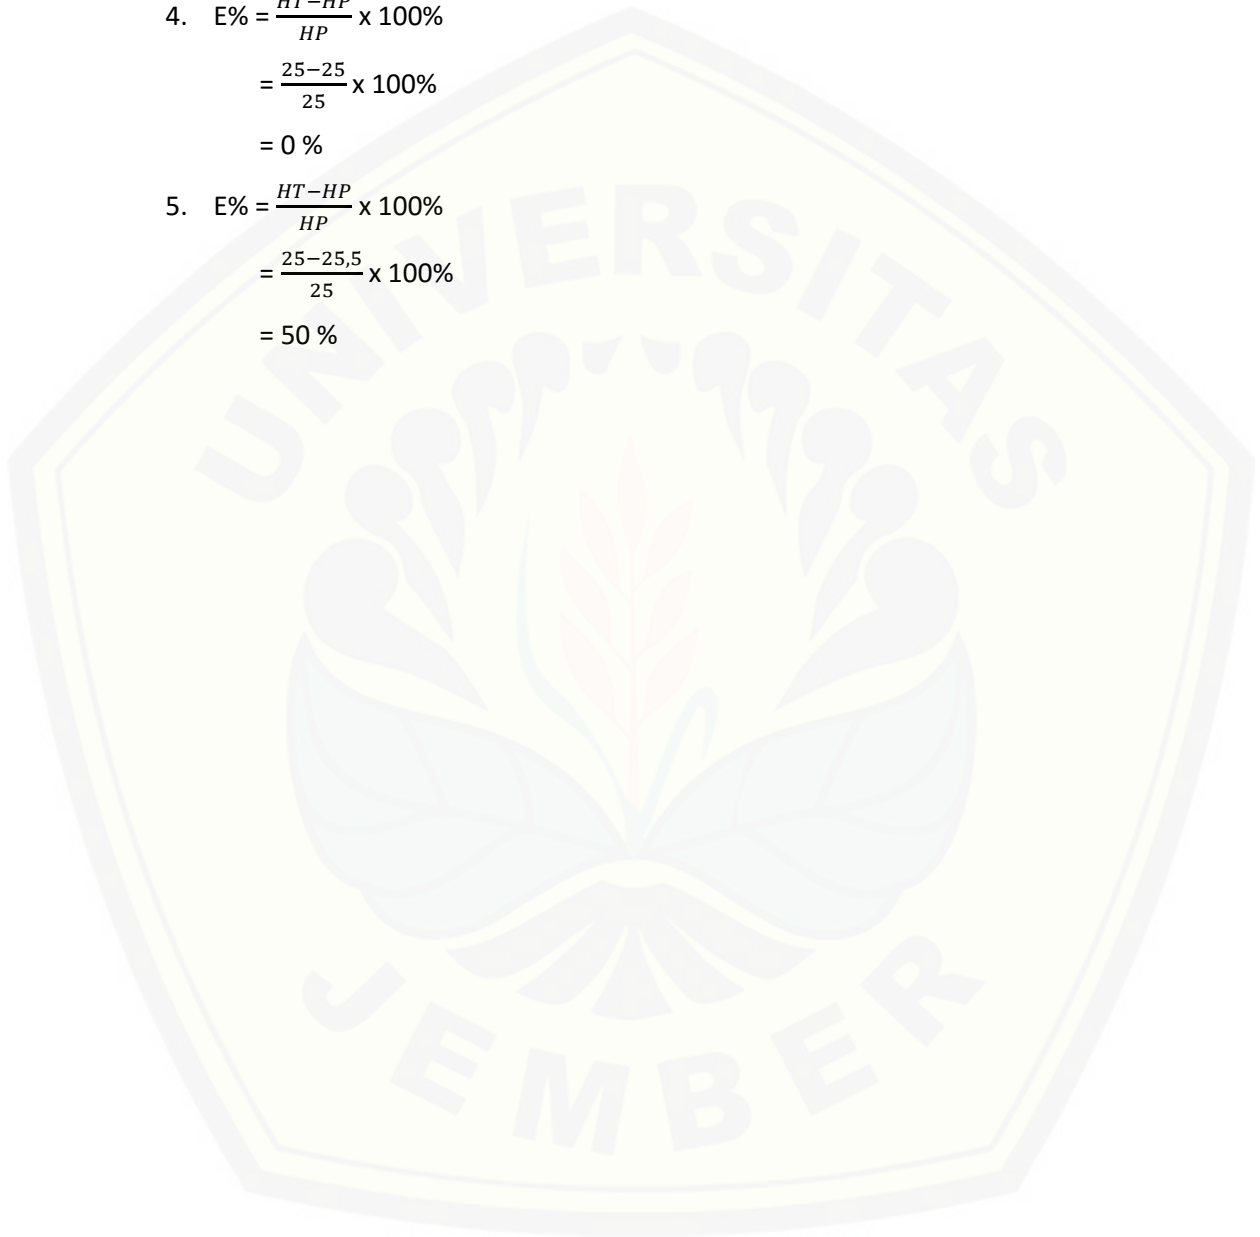 4. E% = HT−HP/HP x 100%
= 25−25/25 x 100%
= 0 %
5. E% = HT−HP/HP x 100%
= 25−25,5/25 x 100%
= 50 %
UNIVERSITAS
JEMBER